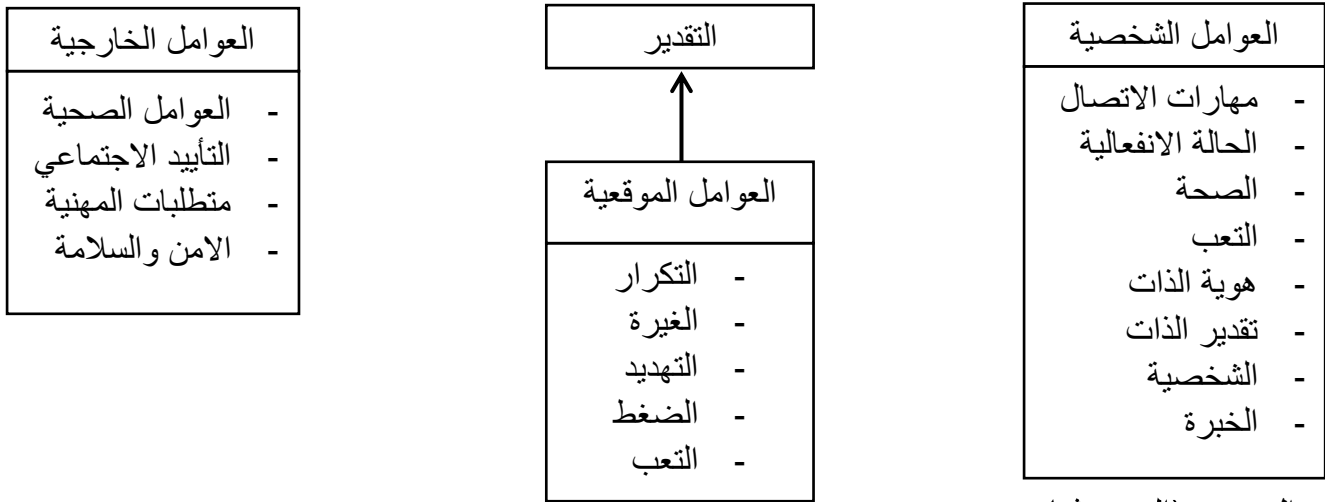 العوامل الشخصية
- مهارات الاتصال
- الحالة الانفعالية
- الصحة
- التعب
- هوية الذات
- تقدير الذات
- الشخصية
- الخبرة
التقدير
العوامل الموقعية
- التكرار
- الغيرة
- التهديد
- الضغط
- التعب
العوامل الخارجية
- العوامل الصحية
- التأييد الاجتماعي
- متطلبات المهنية
- الامن والسلامة